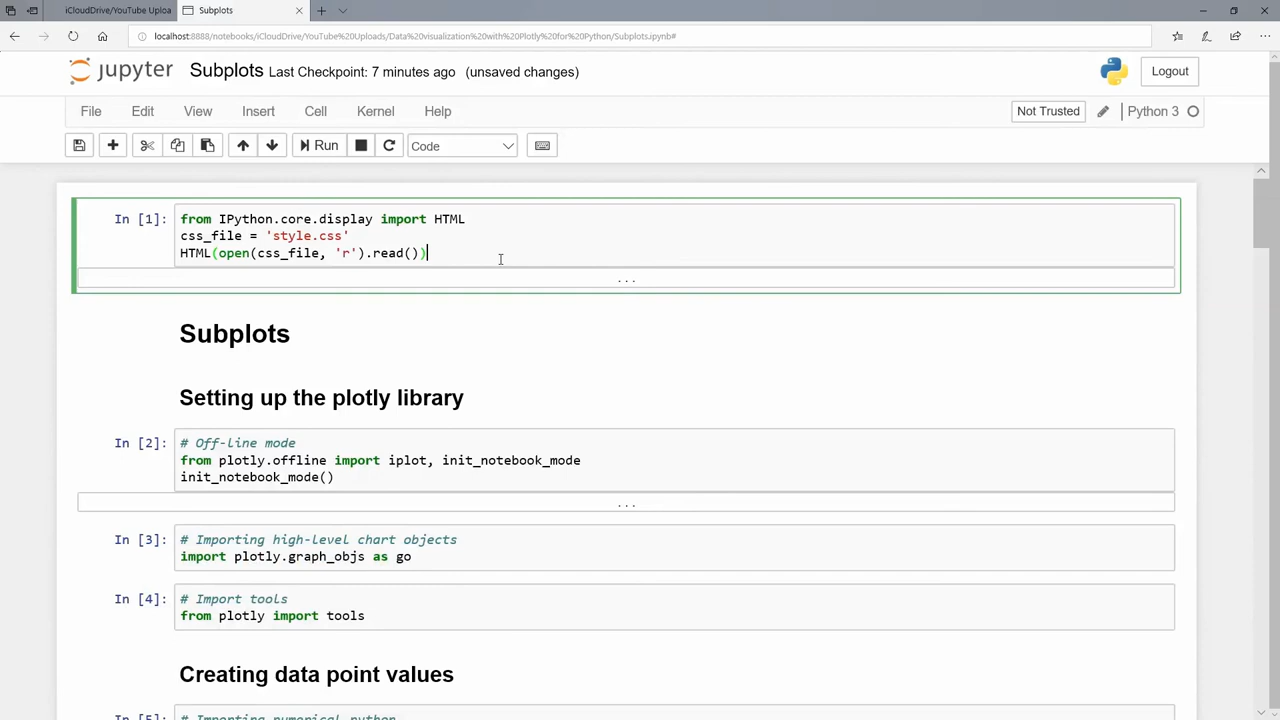 iCloudDrive/YouTube Uploa
Subplots
localhost:8888/notebooks/iCloudDrive/YouTube%20Uploads/Data%20visualization%20with%20Plotly%20for%20Python/Subplots.ipynb#
jupyter Subplots Last Checkpoint: 7 minutes ago (unsaved changes)
Logout
File Edit View Insert Cell Kernel Help
Not Trusted
Python 3
Run
Code
In [1]: from IPython.core.display import HTML
css_file = 'style.css'
HTML(open(css_file, 'r').read())
...
Subplots
Setting up the plotly library
In [2]: # Off-line mode
from plotly.offline import iplot, init_notebook_mode
init_notebook_mode()
...
In [3]: # Importing high-level chart objects
import plotly.graph_objs as go
In [4]: # Import tools
from plotly import tools
Creating data point values
In [5]: # Importing numerical python